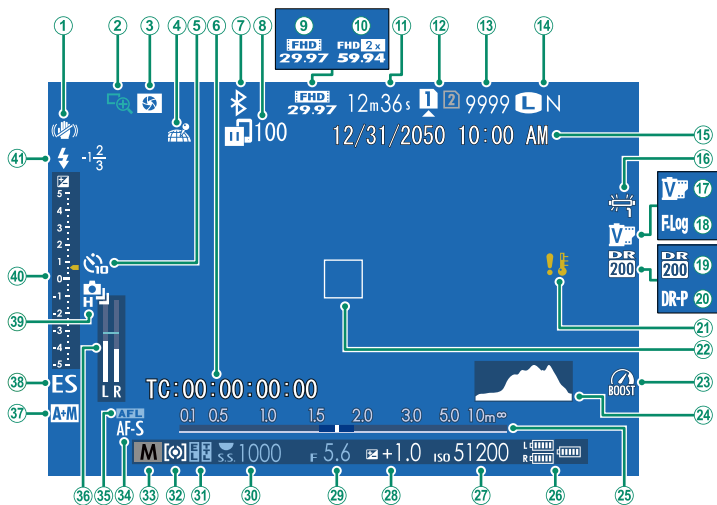 9 10
FHD FHD 2x
29.97 59.94
1 2 3 4 5 6 7 8 11 12 13 14
FHD
29.97 12m36s 1 2 9999 L N
100
12/31/2050 10:00 AM 15
41 -1 2/3
16
1
5
4
3
2
1
0
-1
-2
-3
-4
-5
40
10
V 17
F-Log 18
V
DR
200
DR
200 19
DR-P 20
21
22
H
39
L R
38 ES
TC:00:00:00:00
BOOST 23
24
37 A+M
AFL
AF-S
0.1 0.5 1.0 1.5 2.0 3.0 5.0 10m∞
M S.S. 1000 F 5.6 +1.0 ISO 51200 L R
36 35 34 33 32 31 30 29 28 27 26 25